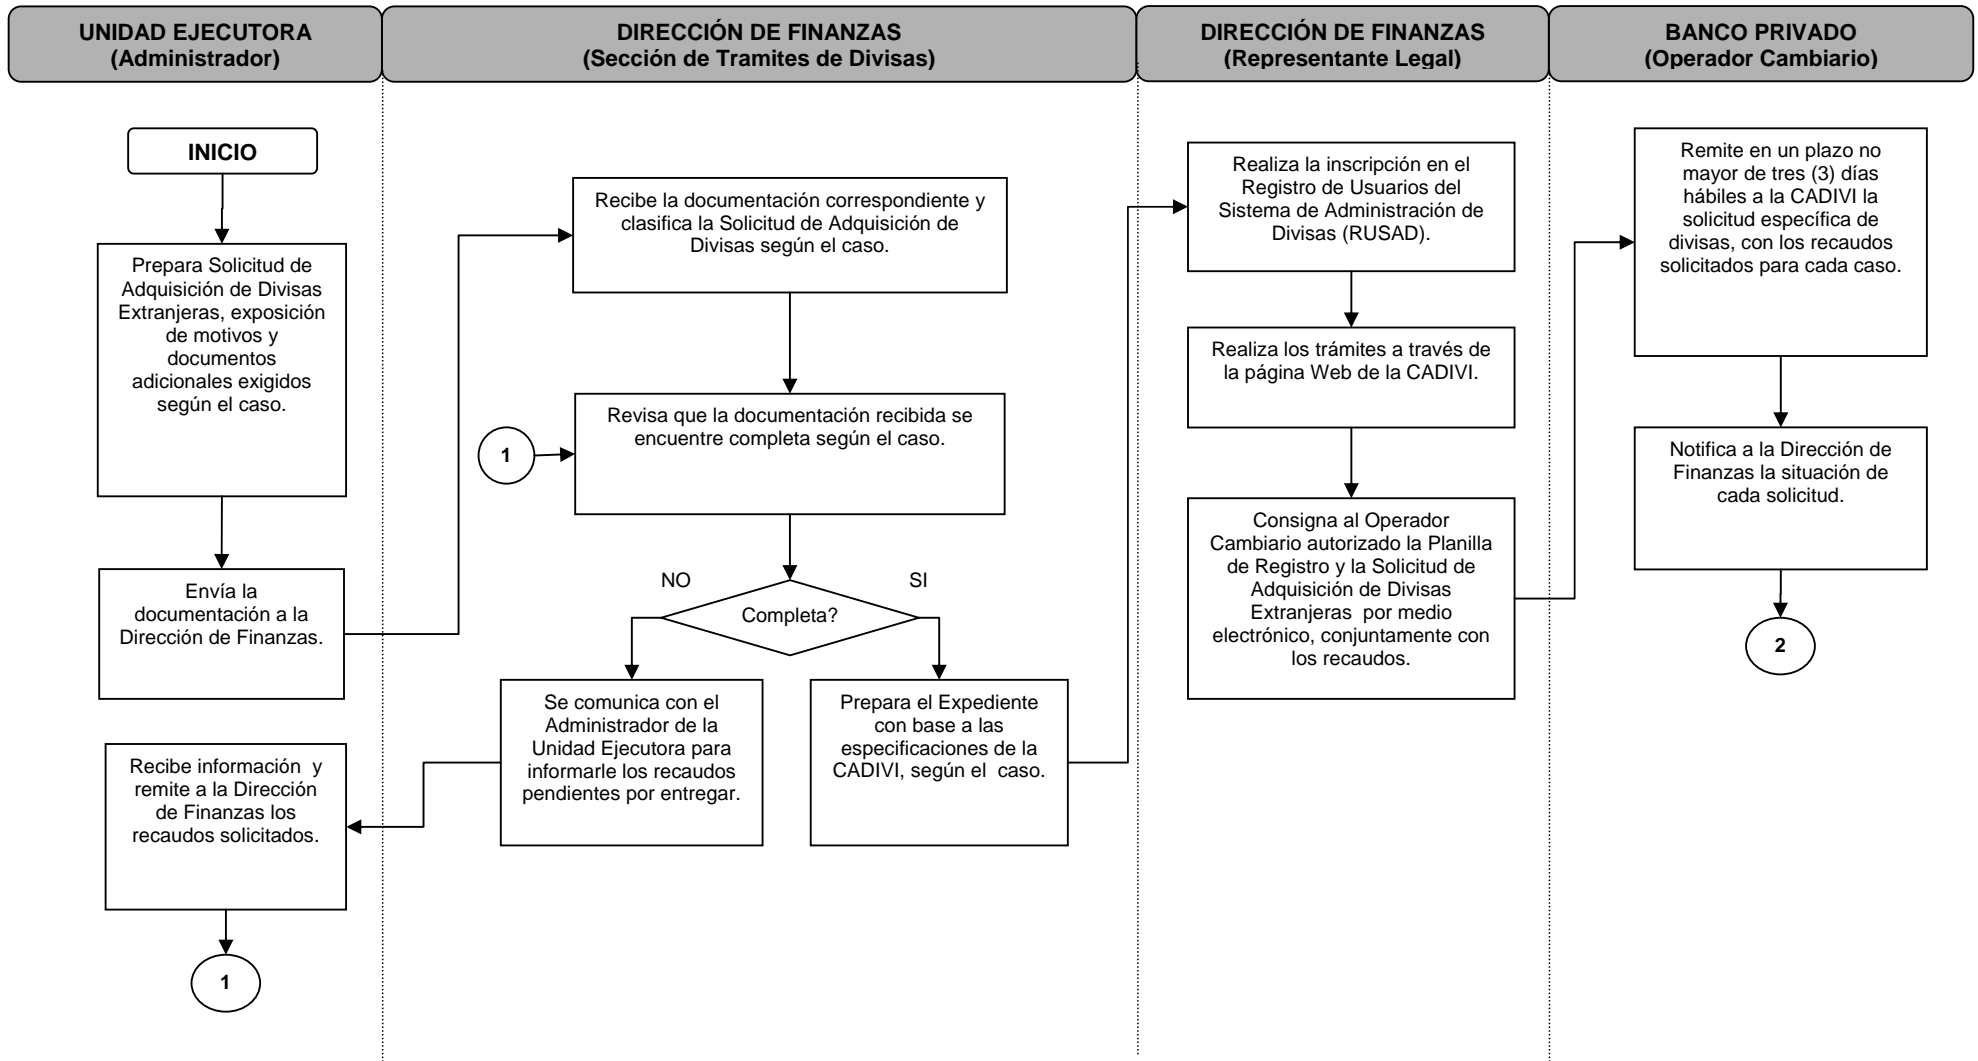 UNIDAD EJECUTORA
(Administrador)
DIRECCIÓN DE FINANZAS
(Sección de Tramites de Divisas)
DIRECCIÓN DE FINANZAS
(Representante Legal)
BANCO PRIVADO
(Operador Cambiario)
INICIO
Prepara Solicitud de
Adquisición de Divisas
Extranjeras, exposición
de motivos y
documentos
adicionales exigidos
según el caso.
Envía la
documentación a la
Dirección de Finanzas.
Recibe información y
remite a la Dirección
de Finanzas los
recaudos solicitados.
1
Recibe la documentación correspondiente y
clasifica la Solicitud de Adquisición de
Divisas según el caso.
1
Revisa que la documentación recibida se
encuentre completa según el caso.
NO
SI
Completa?
Se comunica con el
Administrador de la
Unidad Ejecutora para
informarle los recaudos
pendientes por entregar.
Prepara el Expediente
con base a las
especificaciones de la
CADIVI, según el caso.
Realiza la inscripción en el
Registro de Usuarios del
Sistema de Administración de
Divisas (RUSAD).
Realiza los trámites a través de
la página Web de la CADIVI.
Consigna al Operador
Cambiario autorizado la Planilla
de Registro y la Solicitud de
Adquisición de Divisas
Extranjeras por medio
electrónico, conjuntamente con
los recaudos.
Remite en un plazo no
mayor de tres (3) días
hábiles a la CADIVI la
solicitud específica de
divisas, con los recaudos
solicitados para cada caso.
Notifica a la Dirección de
Finanzas la situación de
cada solicitud.
2